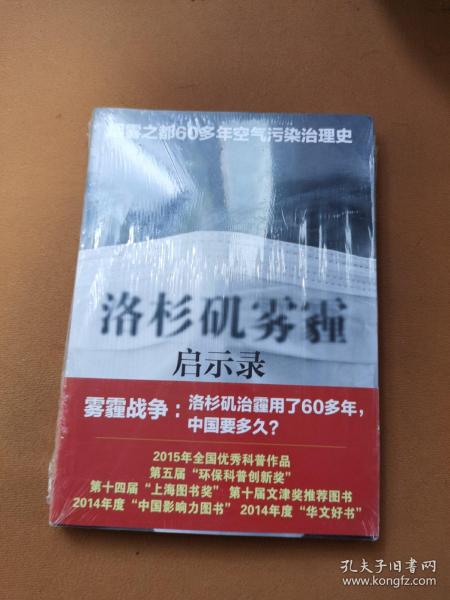 雾之都60多年空气污染治理史
洛杉矶雾霾
启示录
雾霾战争：洛杉矶治霾用了60多年，
中国要多久？
2015年全国优秀科普作品
第五届“环保科普创新奖”
第十四届“上海图书奖” 第十届文津奖推荐图书
2014年度“中国影响力图书” 2014年度“华文好书”
孔夫子旧书网
www.kongfz.com